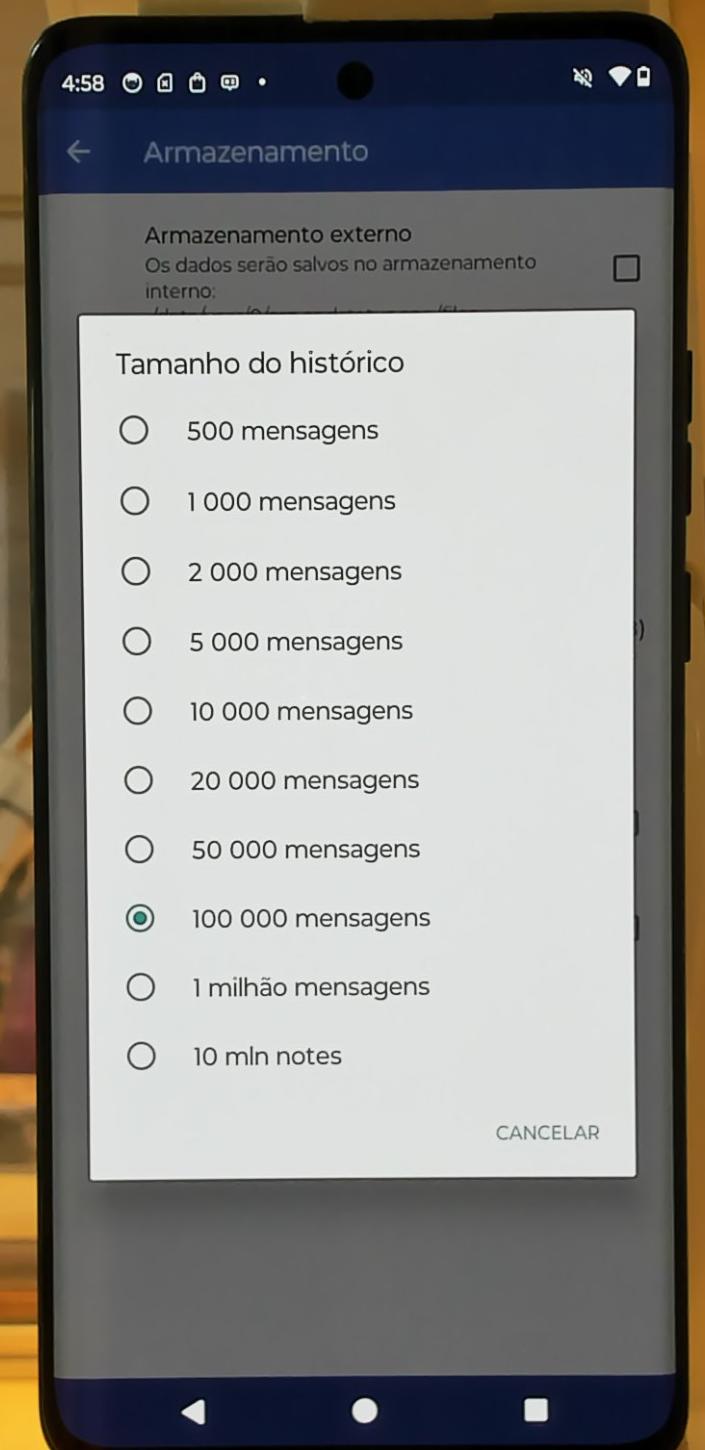 4:58
Armazenamento
Armazenamento externo
Os dados serão salvos no armazenamento
interno:
Tamanho do histórico
500 mensagens
1 000 mensagens
2 000 mensagens
5 000 mensagens
10 000 mensagens
20 000 mensagens
50 000 mensagens
100 000 mensagens
1 milhão mensagens
10 mln notes
CANCELAR